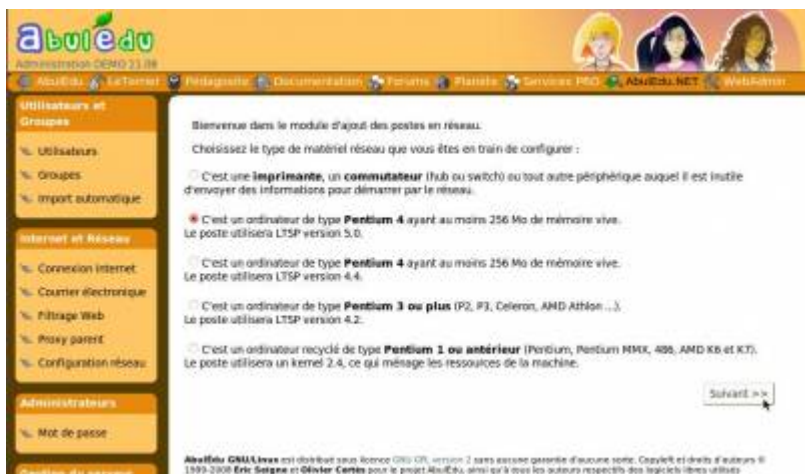 abulédu
Administration DEMO 21.08
AbulEdu LeTerrier Pédagosite Documentation Forums Planète Services PRO AbulEdu.NET WebAdmin
Utilisateurs et
Groupes
Utilisateurs
Groupes
Import automatique
Internet et Réseau
Connexion internet
Courrier électronique
Filtrage Web
Proxy parent
Configuration réseau
Administrateurs
Mot de passe
Bienvenue dans le module d'ajout des postes en réseau.
Choisissez le type de matériel réseau que vous êtes en train de configurer :
C'est une imprimante, un commutateur (hub ou switch) ou tout autre périphérique auquel il est inutile
d'envoyer des informations pour démarrer par le réseau.
C'est un ordinateur de type Pentium 4 ayant au moins 256 Mo de mémoire vive.
Le poste utilisera LTSP version 5.0.
C'est un ordinateur de type Pentium 4 ayant au moins 256 Mo de mémoire vive.
Le poste utilisera LTSP version 4.4.
C'est un ordinateur de type Pentium 3 ou plus (P2, P3, Celeron, AMD Athlon ...).
Le poste utilisera LTSP version 4.2.
C'est un ordinateur recyclé de type Pentium 1 ou antérieur (Pentium, Pentium MMX, 486, AMD K6 et K7).
Le poste utilisera un kernel 2.4, ce qui ménage les ressources de la machine.
Suivant >>
AbulÉdu GNU/Linux est distribué sous licence GNU GPL version 2 sans aucune garantie d'aucune sorte. Copyleft et droits d'auteurs ©
1999-2008 Eric Seigne et Olivier Cortès pour le projet AbulÉdu, ainsi qu'à tous les auteurs respectifs des logiciels libres utilisés